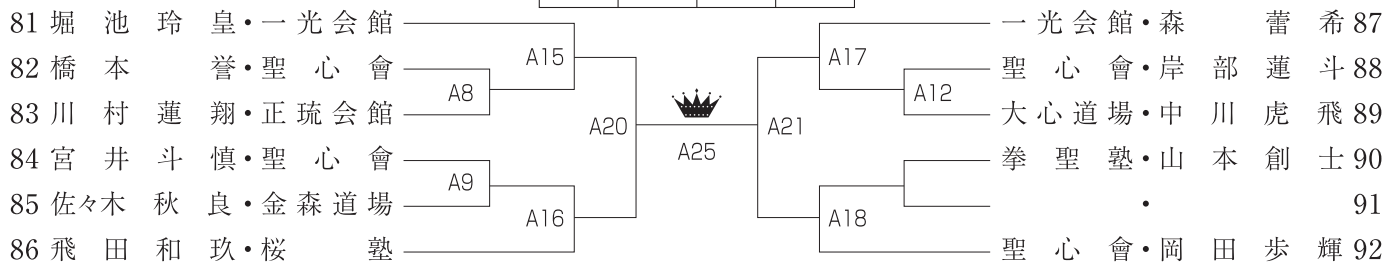 81 堀池玲皇・一光会館
82 橋本誉・聖心會
83 川村蓮翔・正琉会館
84 宮井斗慎・聖心會
85 佐々木秋良・金森道場
86 飛田和玖・桜塾
A15
A8
A20
A9
A16
A25
A17
A12
A21
A18
一光会館・森蕾希 87
聖心會・岸部蓮斗 88
大心道場・中川虎飛 89
拳聖塾・山本創士 90
・ 91
聖心會・岡田歩輝 92